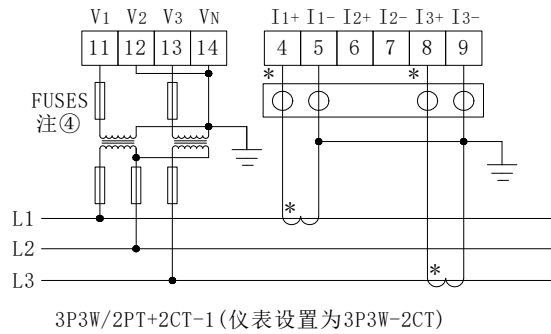 V1 V2 V3 VN I1+ I1- I2+ I2- I3+ I3-
11 12 13 14 4 5 6 7 8 9
* *
FUSES
注④
*
L1
L2
*
L3
3P3W/2PT+2CT-1(仪表设置为3P3W-2CT)